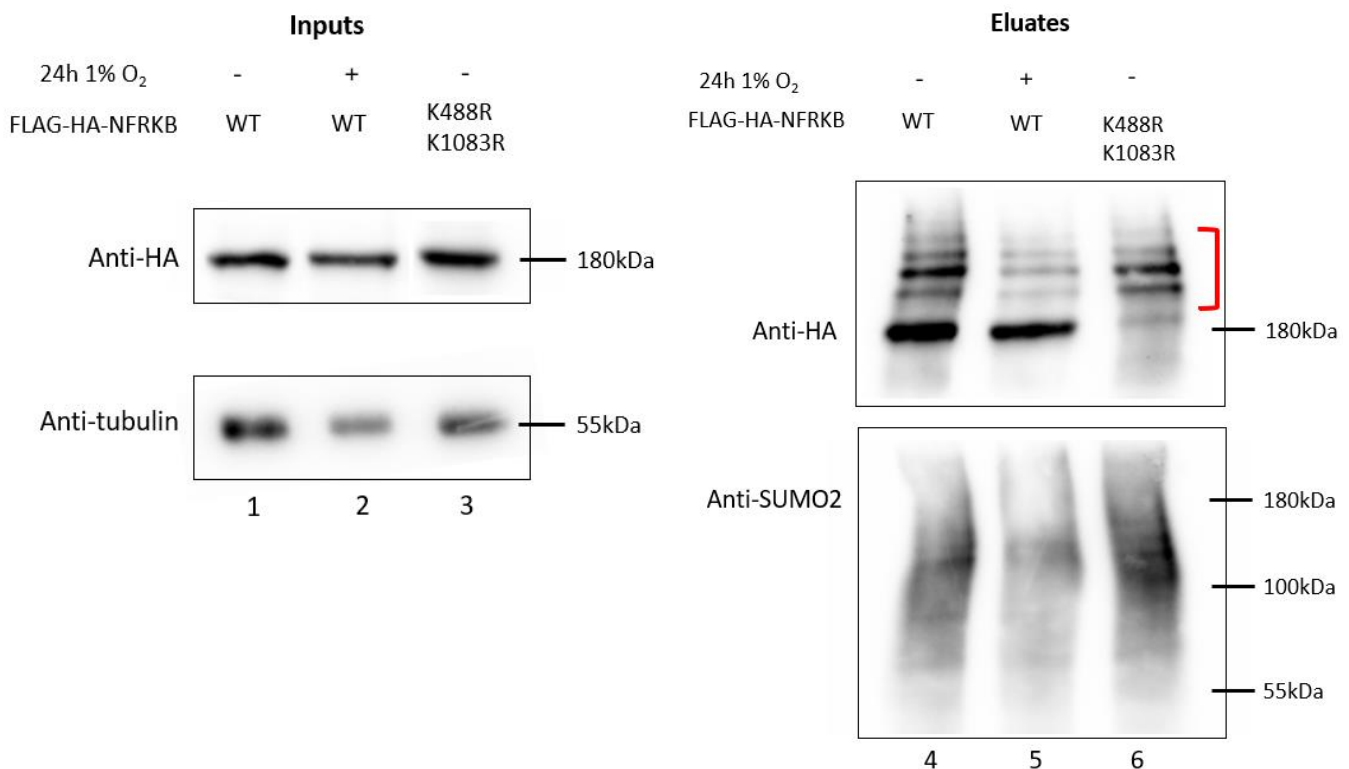 Inputs
24h 1% O₂ - + -
FLAG-HA-NFRKB WT WT K488R
K1083R
Anti-HA 180kDa
Anti-tubulin 55kDa
1 2 3
Eluates
24h 1% O₂ - + -
FLAG-HA-NFRKB WT WT K488R
K1083R
Anti-HA 180kDa
Anti-SUMO2 180kDa
100kDa
55kDa
4 5 6